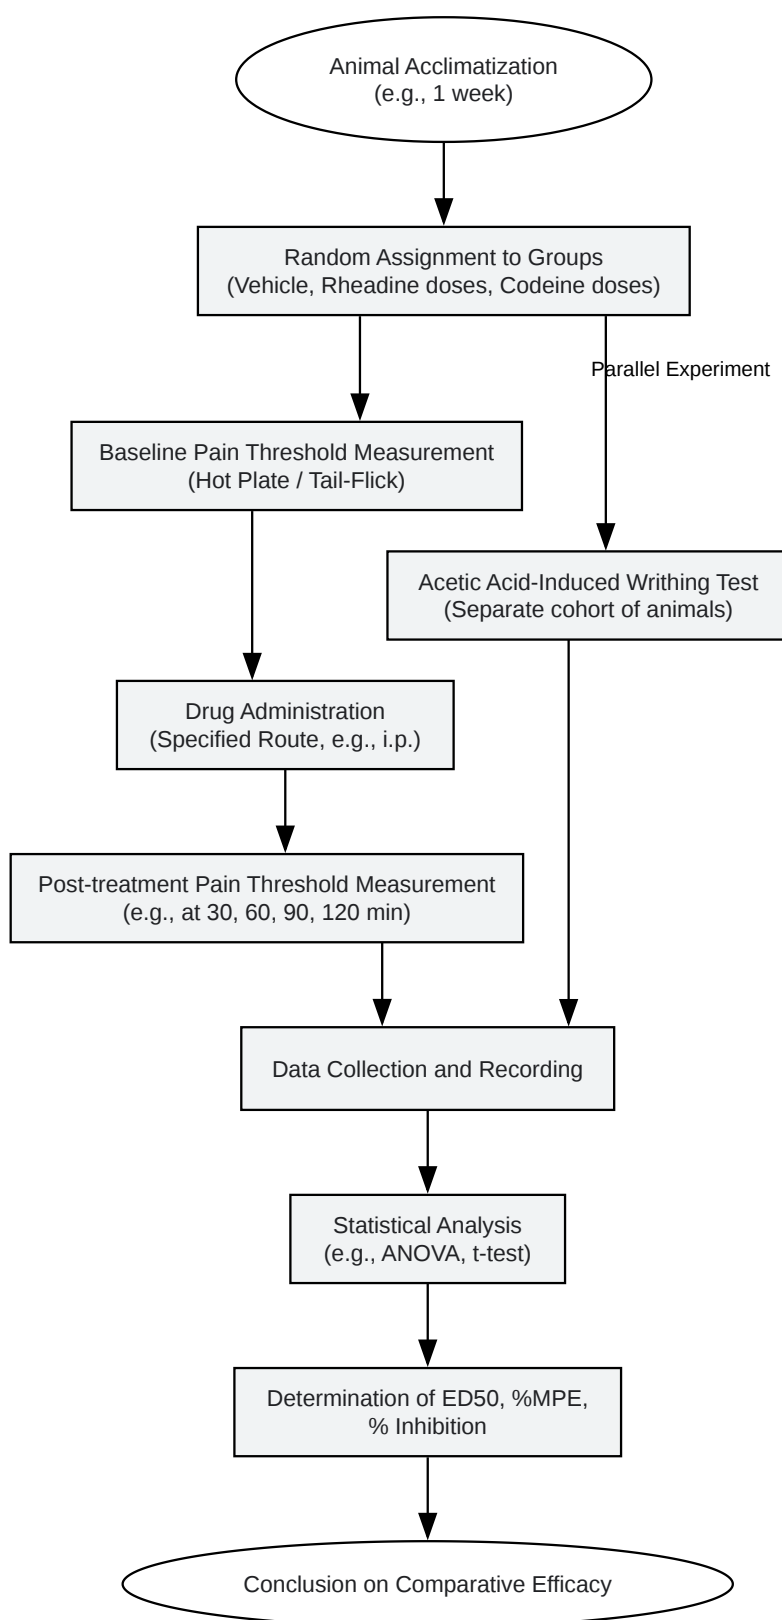 Animal Acclimatization
(e.g., 1 week)
Random Assignment to Groups
(Vehicle, Rheadine doses, Codeine doses)
Parallel Experiment
Baseline Pain Threshold Measurement
(Hot Plate / Tail-Flick)
Acetic Acid-Induced Writhing Test
(Separate cohort of animals)
Drug Administration
(Specified Route, e.g., i.p.)
Post-treatment Pain Threshold Measurement
(e.g., at 30, 60, 90, 120 min)
Data Collection and Recording
Statistical Analysis
(e.g., ANOVA, t-test)
Determination of ED50, %MPE,
% Inhibition
Conclusion on Comparative Efficacy